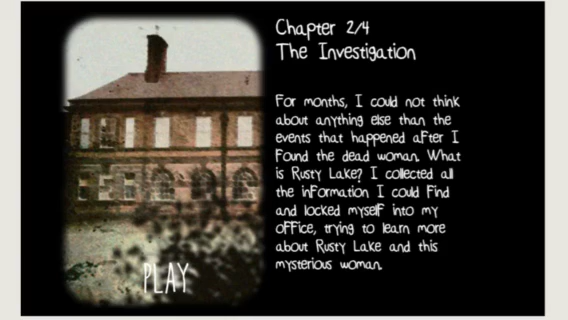 Chapter 2/4
The Investigation
For months, I could not think
about anything else than the
events that happened after I
found the dead woman. What
is Rusty Lake? I collected all
the information I could find
and locked myself into my
office, trying to learn more
about Rusty Lake and this
mysterious woman.
PLAY